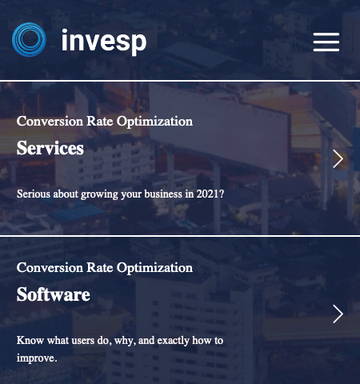 invesp
Conversion Rate Optimization
Services
Serious about growing your business in 2021?
Conversion Rate Optimization
Software
Know what users do, why, and exactly how to
improve.